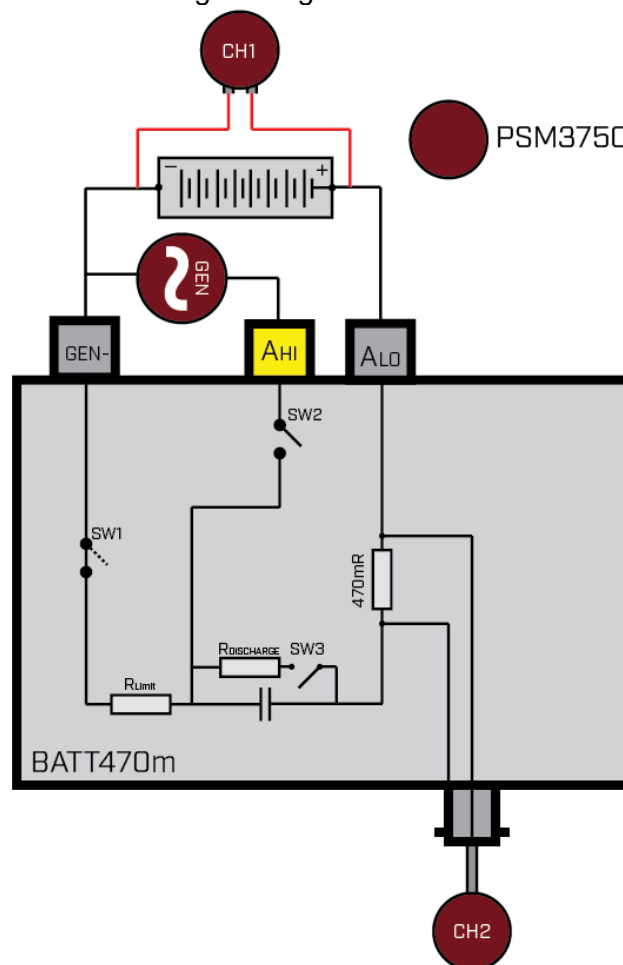 CH1
PSM3750
− +
GEN
GEN-
AHI
ALO
SW2
SW1
470mR
RDISCHARGE SW3
RLimit
BATT470m
CH2